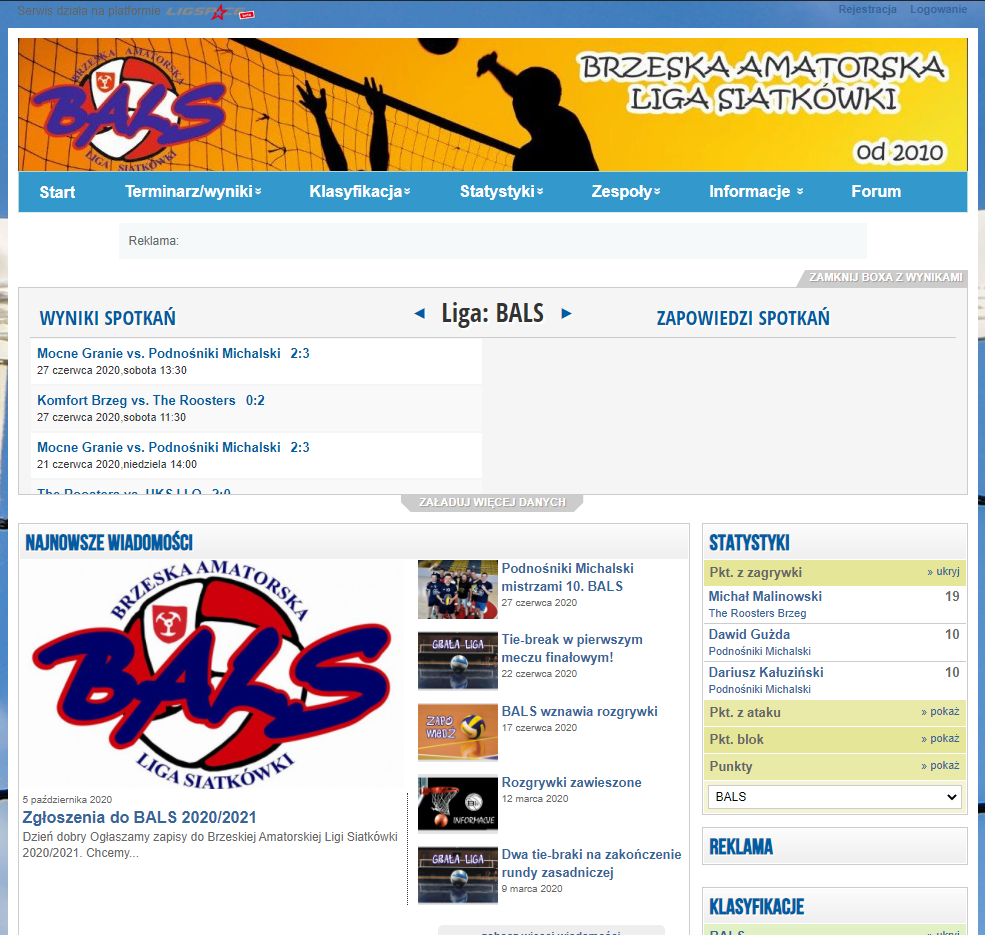 Serwis działa na platformie LIGSPACE
Rejestracja Logowanie
BRZESKA AMATORSKA
BALS
LIGA SIATKÓWKI
BRZESKA AMATORSKA
LIGA SIATKÓWKI
od 2010
Start Terminarz/wyniki Klasyfikacja Statystyki Zespoły Informacje Forum
Reklama:
ZAMKNIJ BOXA Z WYNIKAMI
WYNIKI SPOTKAŃ ◄ Liga: BALS ► ZAPOWIEDZI SPOTKAŃ
Mocne Granie vs. Podnośniki Michalski 2:3
27 czerwca 2020,sobota 13:30
Komfort Brzeg vs. The Roosters 0:2
27 czerwca 2020,sobota 11:30
Mocne Granie vs. Podnośniki Michalski 2:3
21 czerwca 2020,niedziela 14:00
The Roosters vs. UKS I LO
ZAŁADUJ WIĘCEJ DANYCH
NAJNOWSZE WIADOMOŚCI
BRZESKA AMATORSKA
BALS
LIGA SIATKÓWKI
5 października 2020
Zgłoszenia do BALS 2020/2021
Dzień dobry Ogłaszamy zapisy do Brzeskiej Amatorskiej Ligi Siatkówki
2020/2021. Chcemy...
Podnośniki Michalski
mistrzami 10. BALS
27 czerwca 2020
GRAŁA LIGA
Tie-break w pierwszym
meczu finałowym!
22 czerwca 2020
ZAPO
WIEDZ
BALS wznawia rozgrywki
17 czerwca 2020
INFORMACJE
Rozgrywki zawieszone
12 marca 2020
GRAŁA LIGA
Dwa tie-braki na zakończenie
rundy zasadniczej
9 marca 2020
zobacz więcej wiadomości
STATYSTYKI
Pkt. z zagrywki » ukryj
Michał Malinowski 19
The Roosters Brzeg
Dawid Gużda 10
Podnośniki Michalski
Dariusz Kałuziński 10
Podnośniki Michalski
Pkt. z ataku » pokaż
Pkt. blok » pokaż
Punkty » pokaż
BALS
REKLAMA
KLASYFIKACJE
BALS » ukryj